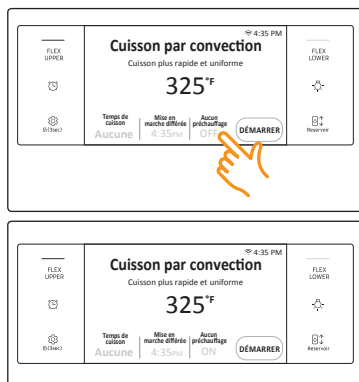 4:35 PM
FLEX
UPPER
Cuisson par convection
FLEX
LOWER
Cuisson plus rapide et uniforme
325°F
Temps de
cuisson
Aucune
Mise en
marche différée
4:35PM
Aucun
préchauffage
OFF
DÉMARRER
(3sec)
Reservoir
4:35 PM
FLEX
UPPER
Cuisson par convection
FLEX
LOWER
Cuisson plus rapide et uniforme
325°F
Temps de
cuisson
Aucune
Mise en
marche différée
4:35PM
Aucun
préchauffage
ON
DÉMARRER
(3sec)
Reservoir